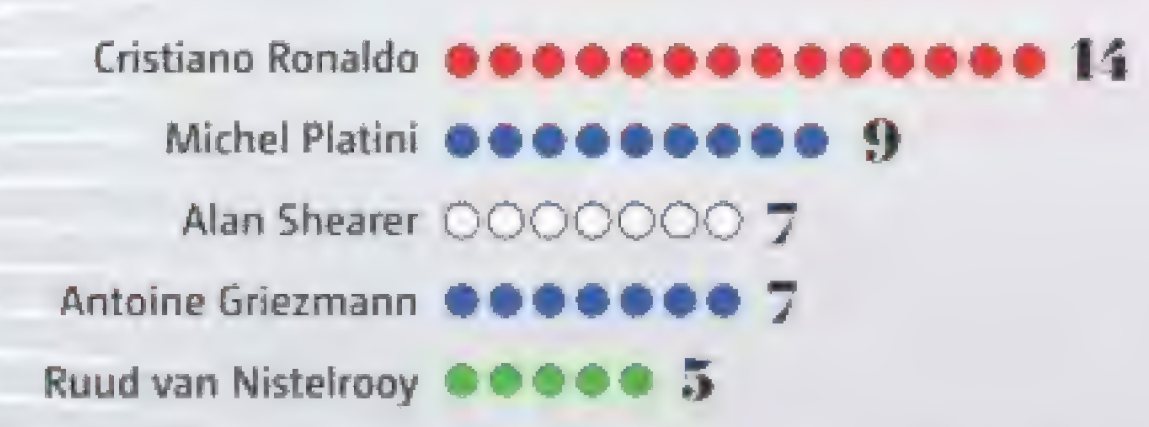 Cristiano Ronaldo 14
Michel Platini 9
Alan Shearer 7
Antoine Griezmann 7
Ruud van Nistelrooy 5